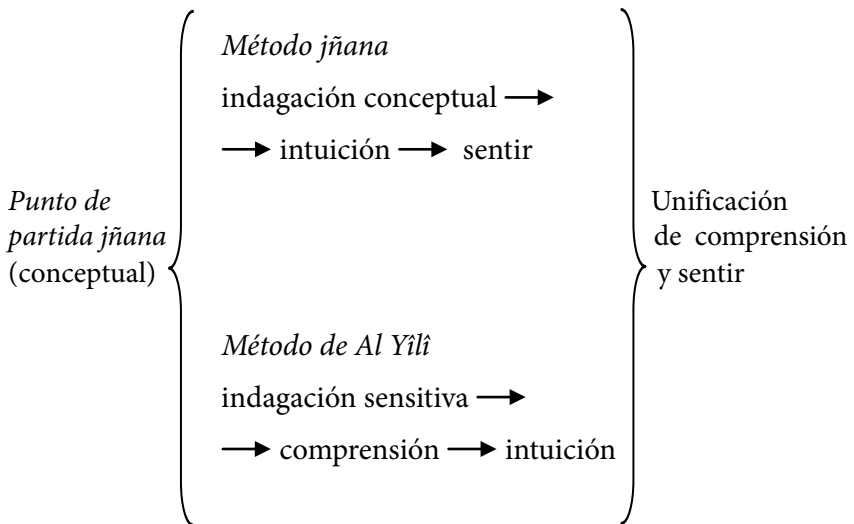 Punto de
partida jñana
(conceptual)
Método jñana
indagación conceptual →
→ intuición → sentir
Método de Al Yîlî
indagación sensitiva →
→ comprensión → intuición
Unificación
de comprensión
y sentir